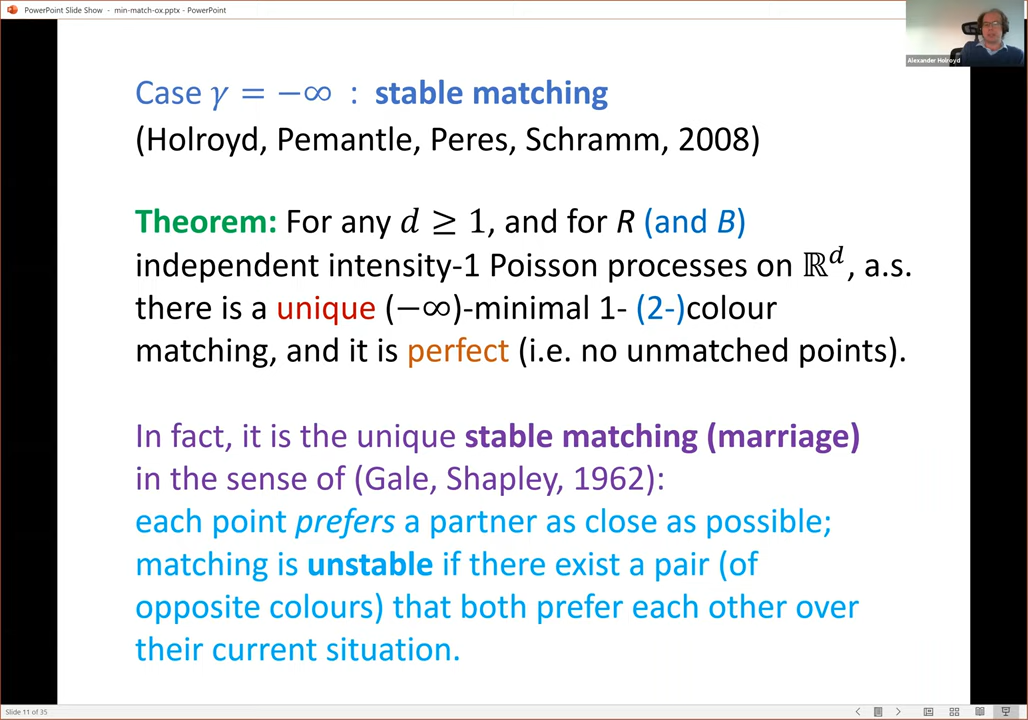 PowerPoint Slide Show - min-match-ox.pptx - PowerPoint
Alexander Holroyd
Case γ = −∞ : stable matching
(Holroyd, Pemantle, Peres, Schramm, 2008)
Theorem: For any d ≥ 1, and for R (and B)
independent intensity-1 Poisson processes on ℝᵈ, a.s.
there is a unique (−∞)-minimal 1- (2-)colour
matching, and it is perfect (i.e. no unmatched points).
In fact, it is the unique stable matching (marriage)
in the sense of (Gale, Shapley, 1962):
each point prefers a partner as close as possible;
matching is unstable if there exist a pair (of
opposite colours) that both prefer each other over
their current situation.
Slide 11 of 35